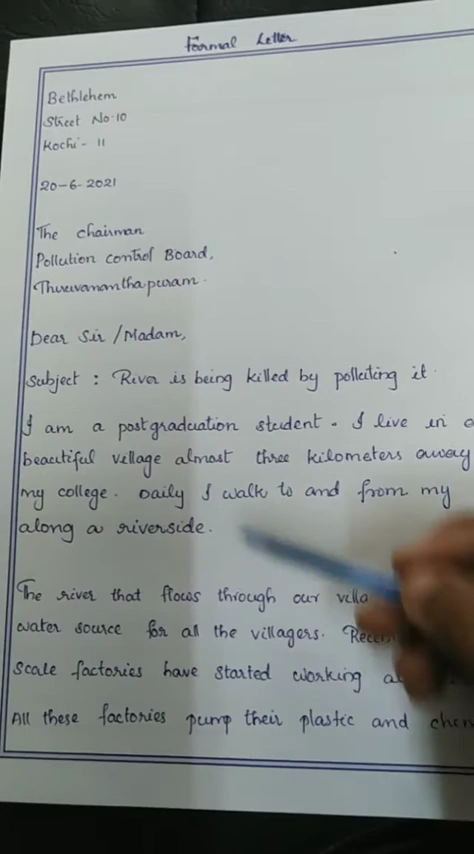 Formal Letter
Bethlehem
Street No:10
Kochi - 11
20-6-2021
The chairman
Pollution control Board,
Thiruvananthapuram.
Dear Sir/Madam,
Subject: River is being killed by polluting it.
I am a postgraduation student. I live in a
beautiful village almost three kilometers away
my college. Daily I walk to and from my
along a riverside.
The river that flows through our
water source for all the villagers.
scale factories have started working
All these factories pump their plastic and